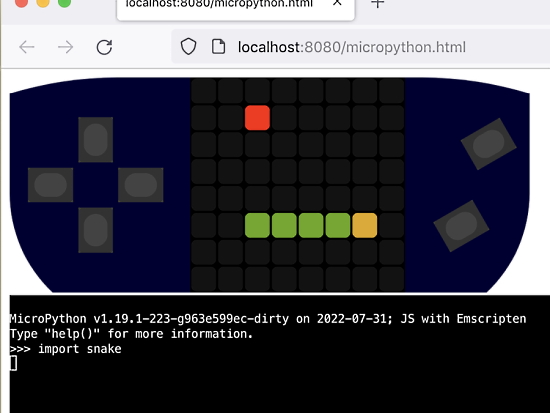 localhost:8080/micropython.html
localhost:8080/micropython.html
MicroPython v1.19.1-223-g963e599ec-dirty on 2022-07-31; JS with Emscripten
Type "help()" for more information.
>>> import snake